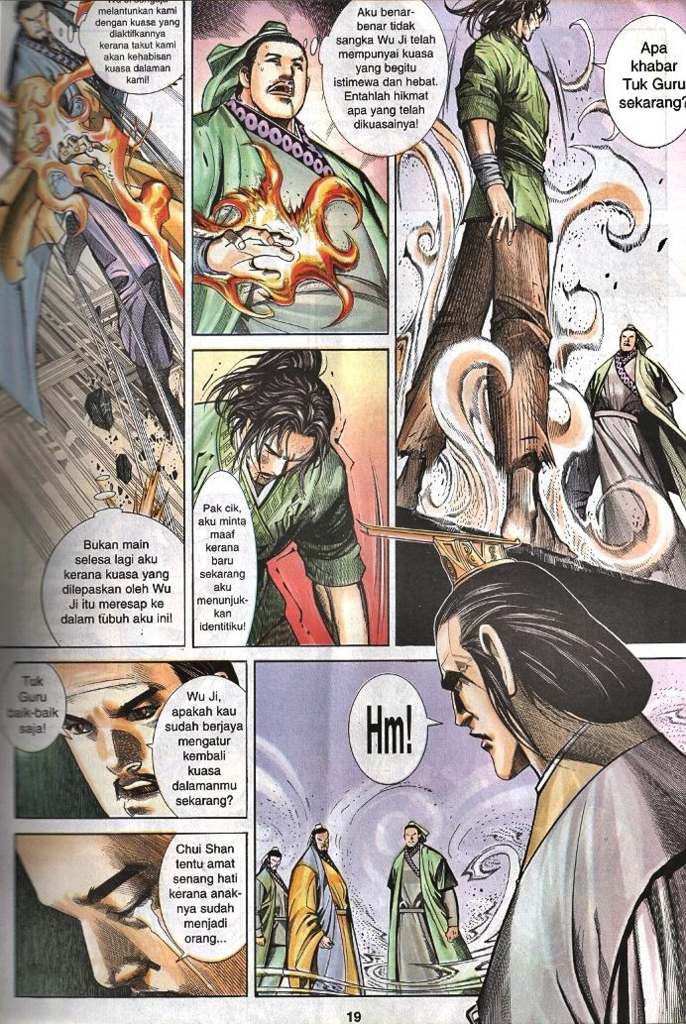 melantunkan kami
dengan kuasa yang
diaktifkannya
kerana takut kami
akan kehabisan
kuasa dalaman
kami!
Aku benar-
benar tidak
sangka Wu Ji telah
mempunyai kuasa
yang begitu
istimewa dan hebat.
Entahlah hikmat
apa yang telah
dikuasainya!
Apa
khabar
Tuk Guru
sekarang?
Bukan main
selesa lagi aku
kerana kuasa yang
dilepaskan oleh Wu
Ji itu meresap ke
dalam tubuh aku ini!
Pak cik,
aku minta
maaf
kerana
baru
sekarang
aku
menunjuk-
kan
identitiku!
Tuk
Guru
baik-baik
saja!
Wu Ji,
apakah kau
sudah berjaya
mengatur
kembali
kuasa
dalamanmu
sekarang?
Hm!
Chui Shan
tentu amat
senang hati
kerana anak-
nya sudah
menjadi
orang...
19